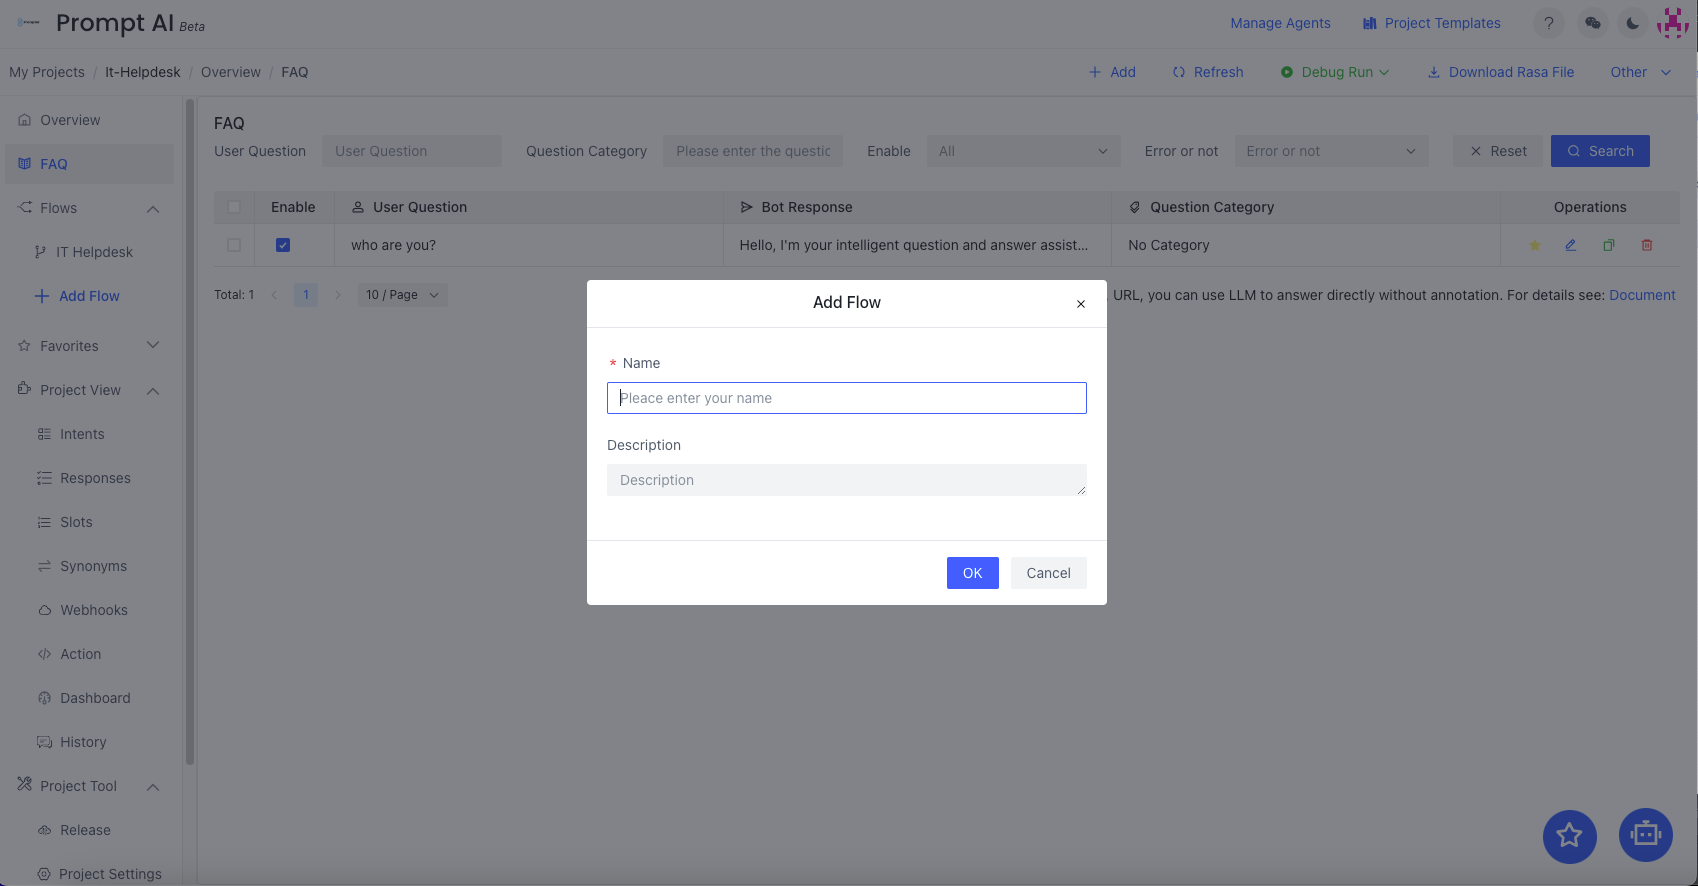 Prompt AI Beta
Manage Agents
Project Templates
?
My Projects / It-Helpdesk / Overview / FAQ
Add
Refresh
Debug Run
Download Rasa File
Other
Overview
FAQ
Flows
IT Helpdesk
Add Flow
Favorites
Project View
Intents
Responses
Slots
Synonyms
Webhooks
Action
Dashboard
History
Project Tool
Release
Project Settings
FAQ
User Question
User Question
Question Category
Please enter the questic
Enable
All
Error or not
Error or not
Reset
Search
Enable
User Question
Bot Response
Question Category
Operations
who are you?
Hello, I'm your intelligent question and answer assist...
No Category
Total: 1
1
10 / Page
, URL, you can use LLM to answer directly without annotation. For details see: Document
Add Flow
* Name
Pleace enter your name
Description
Description
OK
Cancel